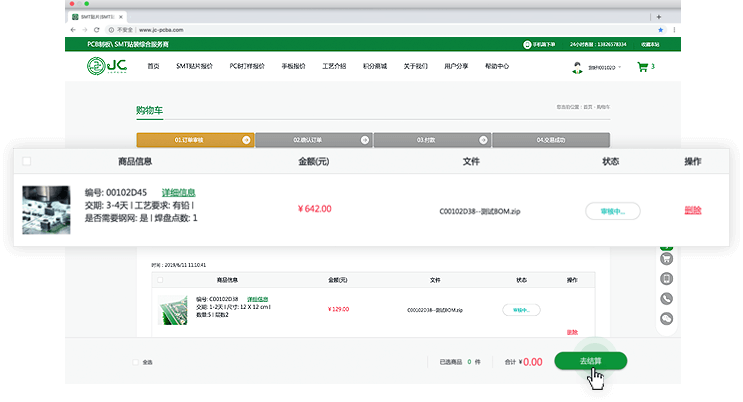 SMT贴片|SMT
不安全 | www.jc-pcba.com
PCB制板\ SMT贴装综合服务商
手机端下单 24小时客服：13826578334 收藏本站
JC
首页 SMT贴片报价 PCB打样报价 手板报价 工艺介绍 积分商城 关于我们 用户分享 帮助中心
3
购物车
首页 - 购物车
01.订单审核 02.确认订单 03.付款 04.交易成功
商品信息 金额(元) 文件 状态 操作
编号: 00102D45 详细信息
交期: 3-4天 | 工艺要求: 有铅 |
是否需要钢网: 是 | 焊盘点数: 1
¥ 642.00
C00102D38--测试BOM.zip
审核中...
删除
时间：2019/6/11 11:10:41
商品信息 金额(元) 文件 状态 操作
编号: C00102D38 详细信息
交期: 1-2天 | 尺寸: 12 X 12 cm |
数量:5 | 层数2
¥ 129.00
C00102D38--测试BOM.zip
审核中...
删除
全选
已选商品 0 件 合计 ¥0.00 去结算